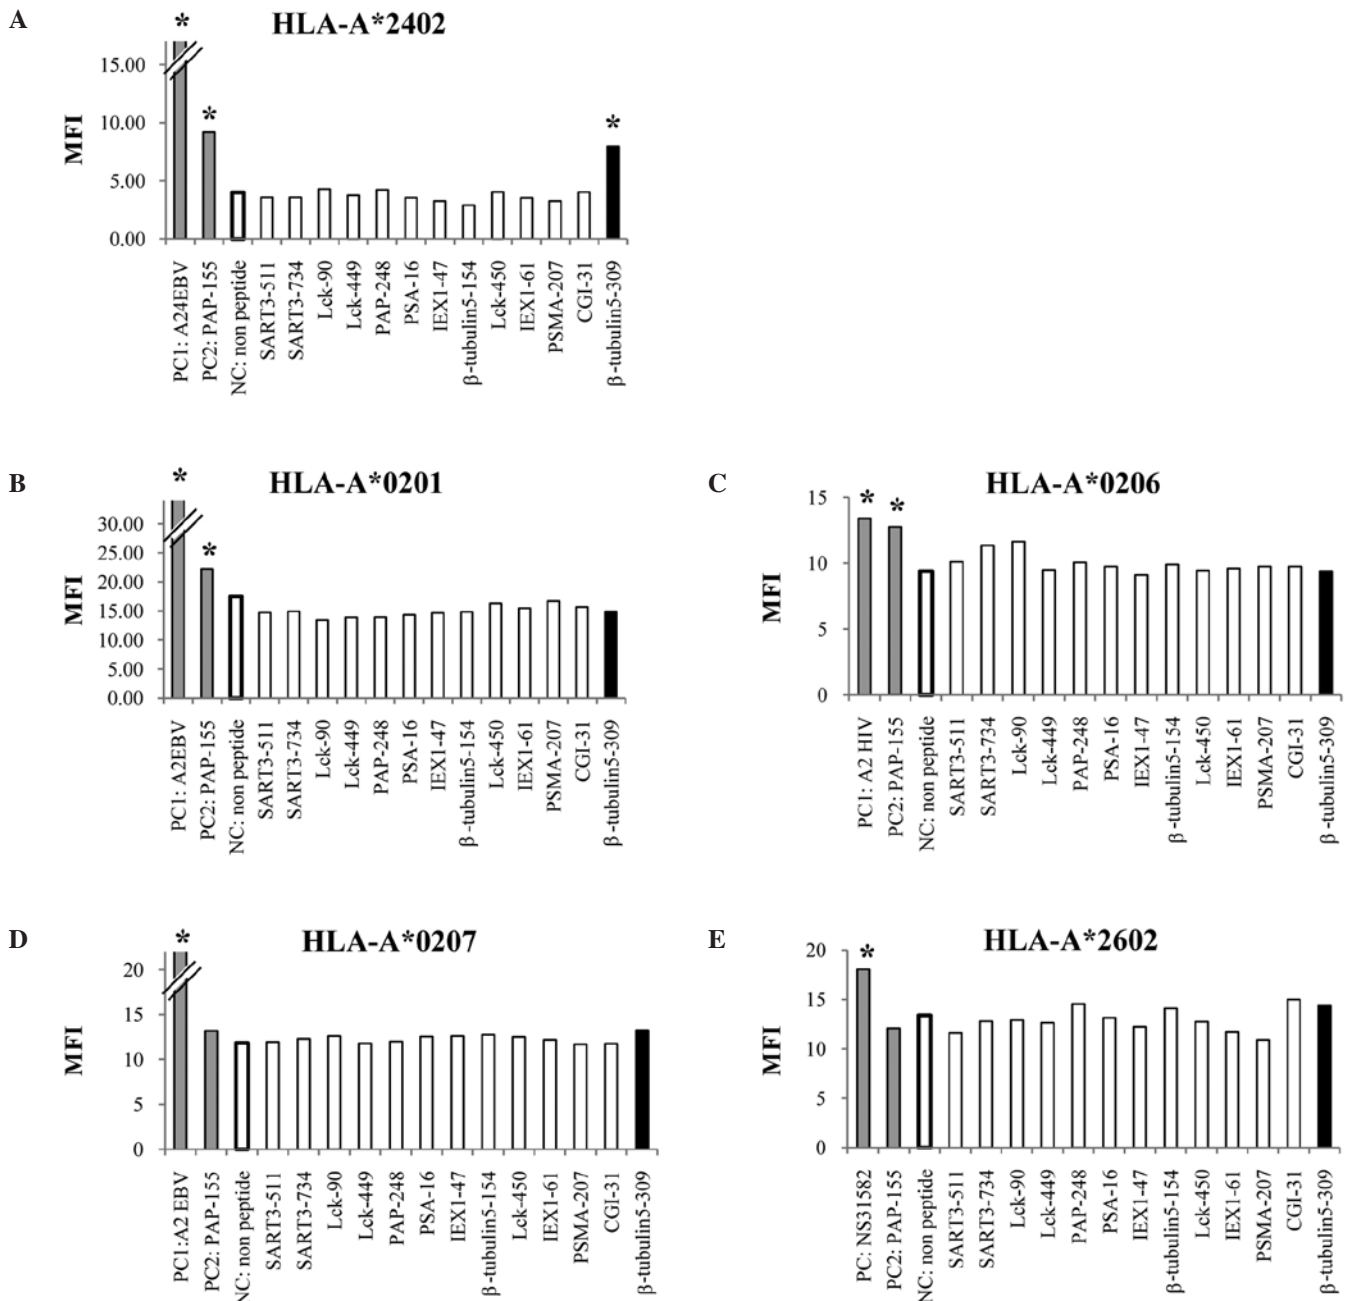 A
HLA-A*2402
*
*
*
MFI
15.00
10.00
5.00
0.00
PC1: A24EBV
PC2: PAP-155
NC: non peptide
SART3-511
SART3-734
Lck-90
Lck-449
PAP-248
PSA-16
IEX1-47
β-tubulin5-154
Lck-450
IEX1-61
PSMA-207
CGI-31
β-tubulin5-309
B
HLA-A*0201
*
*
MFI
30.00
25.00
20.00
15.00
10.00
5.00
0.00
PC1: A2EBV
PC2: PAP-155
NC: non peptide
SART3-511
SART3-734
Lck-90
Lck-449
PAP-248
PSA-16
IEX1-47
β -tubulin5-154
Lck-450
IEX1-61
PSMA-207
CGI-31
β -tubulin5-309
C
HLA-A*0206
*
*
MFI
15
10
5
0
PC1: A2 HIV
PC2: PAP-155
NC: non peptide
SART3-511
SART3-734
Lck-90
Lck-449
PAP-248
PSA-16
IEX1-47
β -tubulin5-154
Lck-450
IEX1-61
PSMA-207
CGI-31
β -tubulin5-309
D
HLA-A*0207
*
MFI
20
15
10
5
0
PC1:A2 EBV
PC2: PAP-155
NC: non peptide
SART3-511
SART3-734
Lck-90
Lck-449
PAP-248
PSA-16
IEX1-47
β-tubulin5-154
Lck-450
IEX1-61
PSMA-207
CGI-31
β-tubulin5-309
E
HLA-A*2602
*
MFI
20
15
10
5
0
PC: NS31582
PC2: PAP-155
NC: non peptide
SART3-511
SART3-734
Lck-90
Lck-449
PAP-248
PSA-16
IEX1-47
β-tubulin5-154
Lck-450
IEX1-61
PSMA-207
CGI-31
β-tubulin5-309